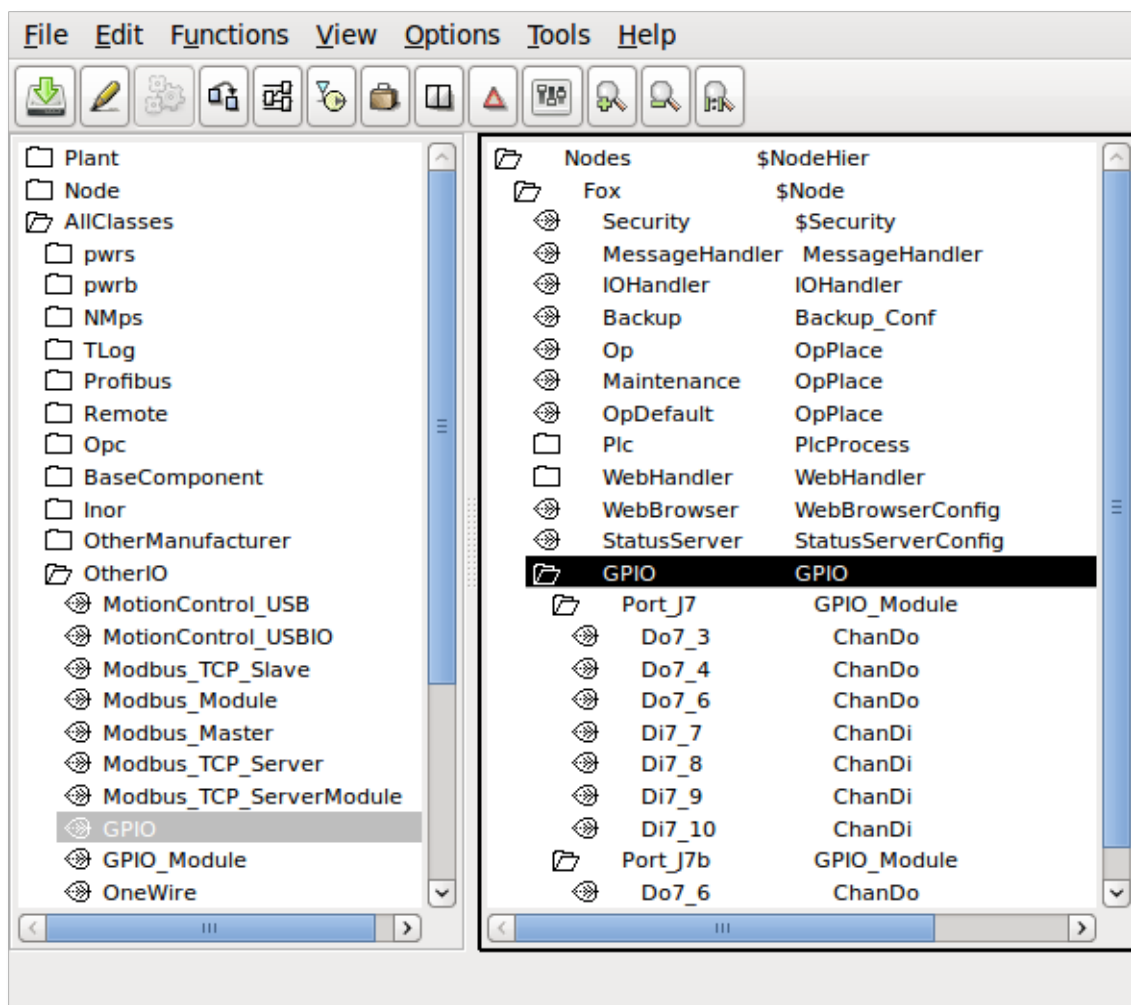 File Edit Functions View Options Tools Help
Plant
Node
AllClasses
pwrs
pwrb
NMps
TLog
Profibus
Remote
Opc
BaseComponent
Inor
OtherManufacturer
OtherIO
MotionControl_USB
MotionControl_USBIO
Modbus_TCP_Slave
Modbus_Module
Modbus_Master
Modbus_TCP_Server
Modbus_TCP_ServerModule
GPIO
GPIO_Module
OneWire
Nodes $NodeHier
Fox $Node
Security $Security
MessageHandler MessageHandler
IOHandler IOHandler
Backup Backup_Conf
Op OpPlace
Maintenance OpPlace
OpDefault OpPlace
Plc PlcProcess
WebHandler WebHandler
WebBrowser WebBrowserConfig
StatusServer StatusServerConfig
GPIO GPIO
Port_J7 GPIO_Module
Do7_3 ChanDo
Do7_4 ChanDo
Do7_6 ChanDo
Di7_7 ChanDi
Di7_8 ChanDi
Di7_9 ChanDi
Di7_10 ChanDi
Port_J7b GPIO_Module
Do7_6 ChanDo